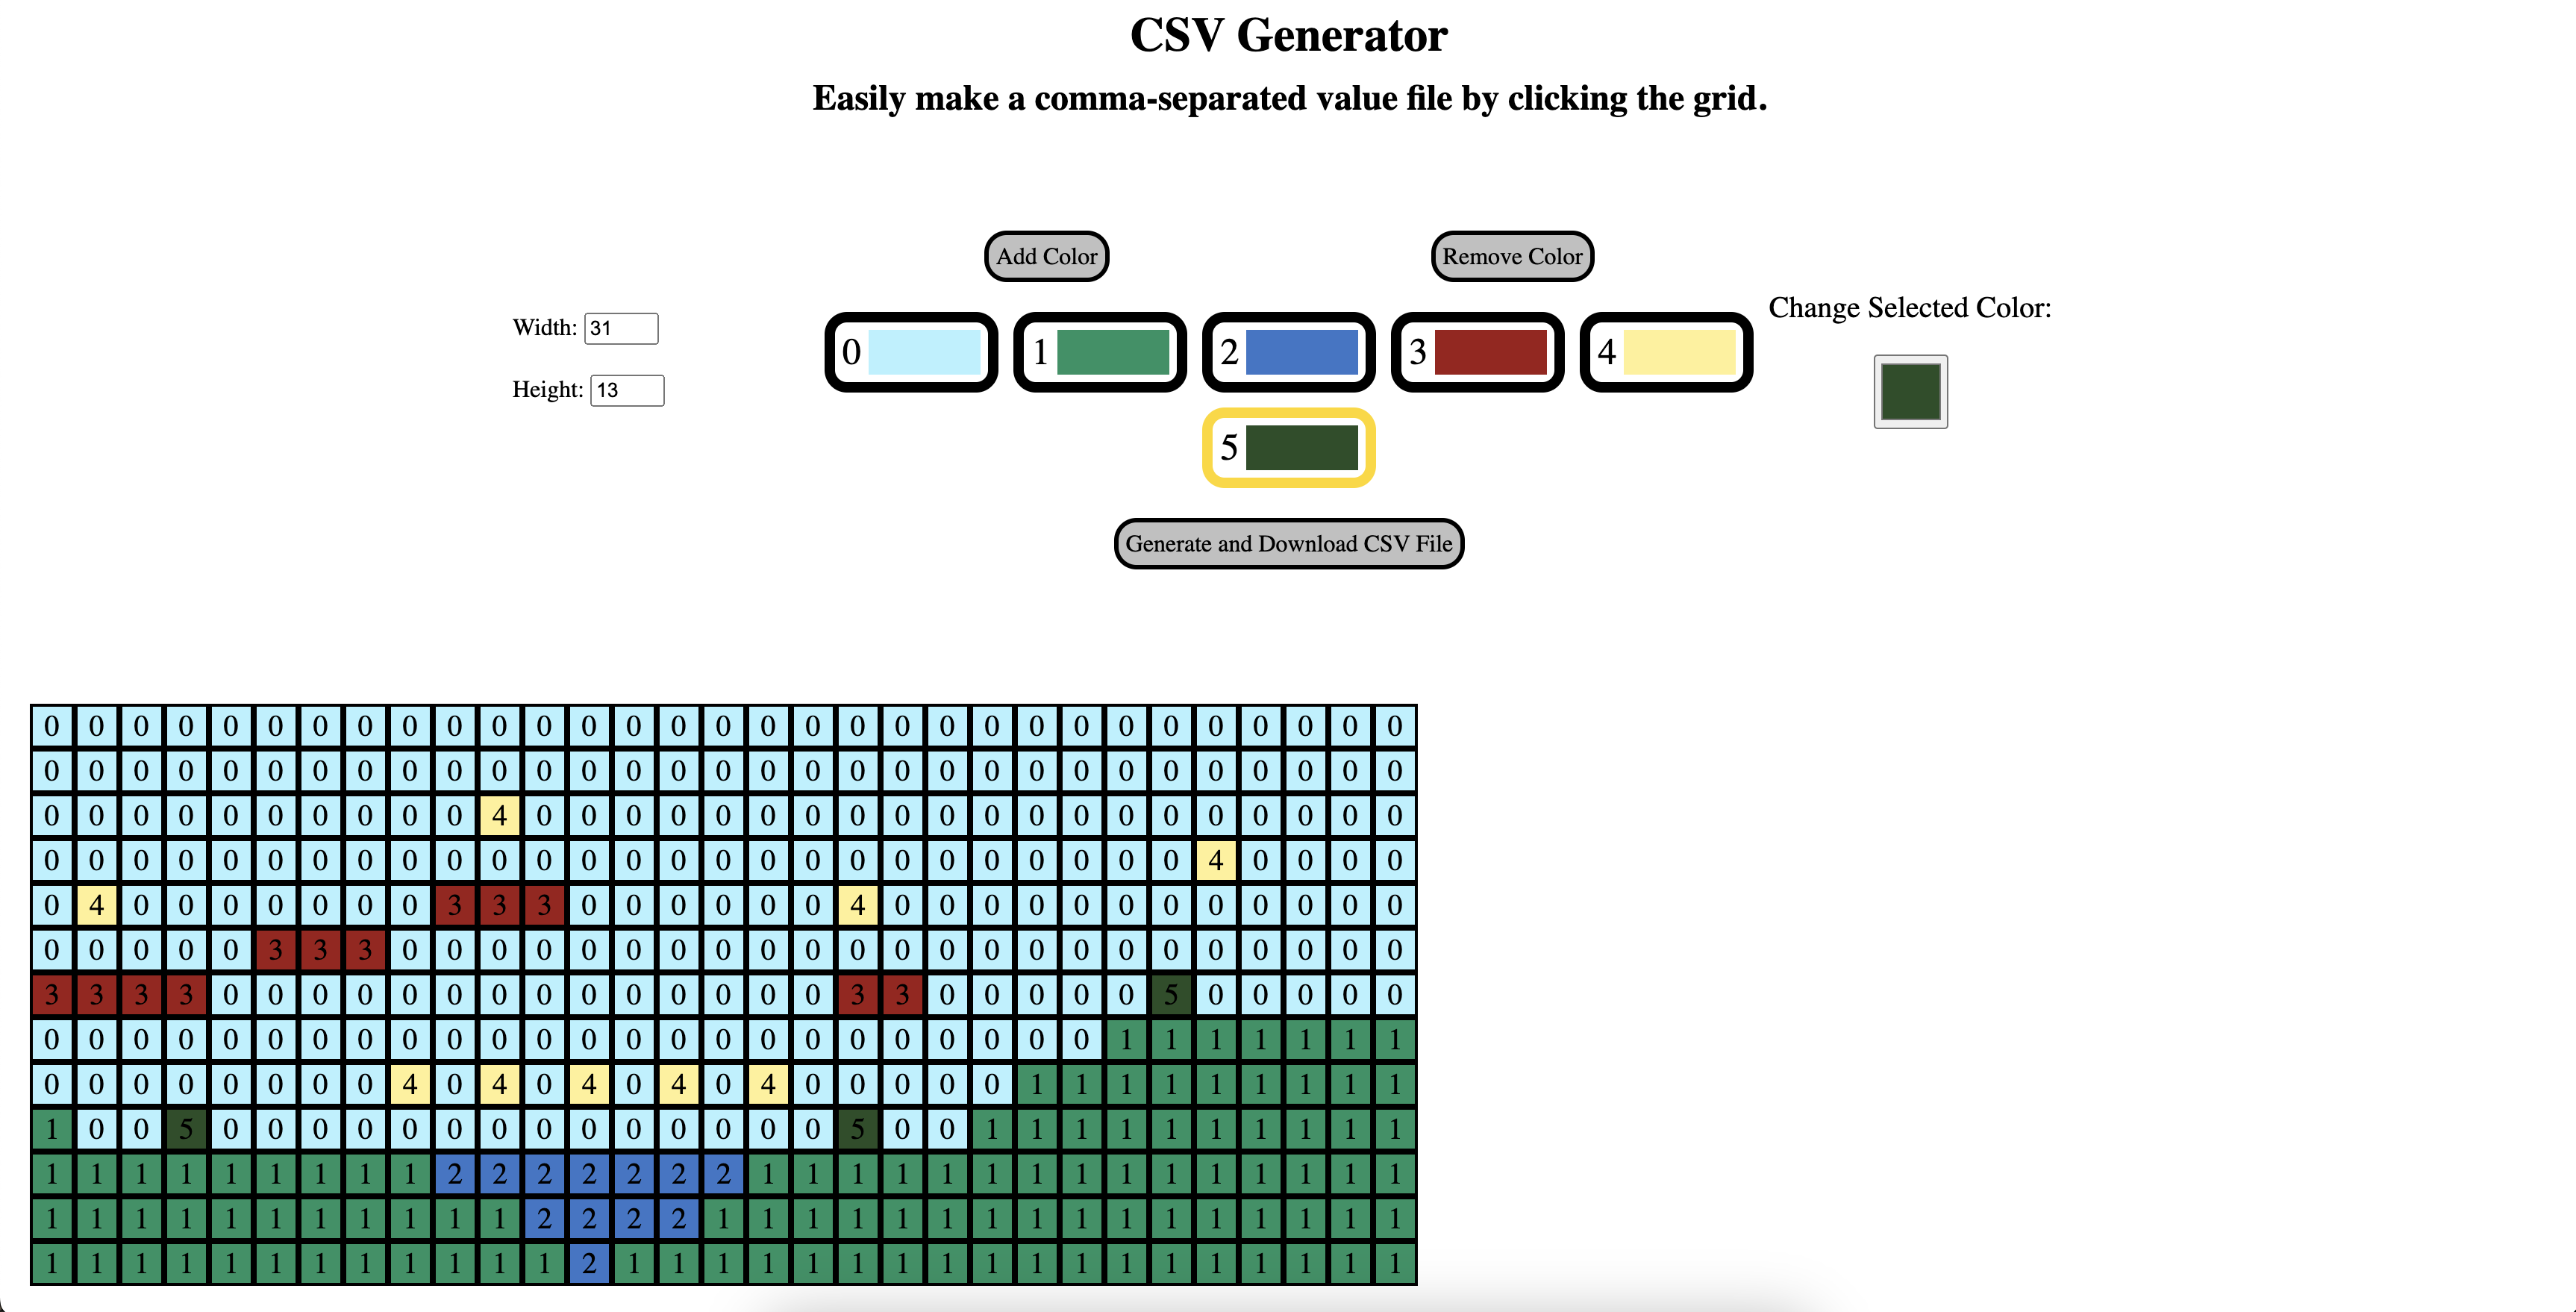 CSV Generator
Easily make a comma-separated value file by clicking the grid.
Add Color
Remove Color
Width: 31
Height: 13
0
1
2
3
4
5
Change Selected Color:
Generate and Download CSV File
0 0 0 0 0 0 0 0 0 0 0 0 0 0 0 0 0 0 0 0 0 0 0 0 0 0 0 0 0 0 0
0 0 0 0 0 0 0 0 0 0 0 0 0 0 0 0 0 0 0 0 0 0 0 0 0 0 0 0 0 0 0
0 0 0 0 0 0 0 0 0 0 4 0 0 0 0 0 0 0 0 0 0 0 0 0 0 0 0 0 0 0 0
0 0 0 0 0 0 0 0 0 0 0 0 0 0 0 0 0 0 0 0 0 0 0 0 0 0 4 0 0 0 0
0 4 0 0 0 0 0 0 0 3 3 3 0 0 0 0 0 0 4 0 0 0 0 0 0 0 0 0 0 0 0
0 0 0 0 0 3 3 3 0 0 0 0 0 0 0 0 0 0 0 0 0 0 0 0 0 0 0 0 0 0 0
3 3 3 3 0 0 0 0 0 0 0 0 0 0 0 0 0 0 3 3 0 0 0 0 0 5 0 0 0 0 0
0 0 0 0 0 0 0 0 0 0 0 0 0 0 0 0 0 0 0 0 0 0 0 0 1 1 1 1 1 1 1
0 0 0 0 0 0 0 0 4 0 4 0 4 0 4 0 4 0 0 0 0 0 1 1 1 1 1 1 1 1 1
1 0 0 5 0 0 0 0 0 0 0 0 0 0 0 0 0 0 5 0 0 1 1 1 1 1 1 1 1 1 1
1 1 1 1 1 1 1 1 1 2 2 2 2 2 2 2 1 1 1 1 1 1 1 1 1 1 1 1 1 1 1
1 1 1 1 1 1 1 1 1 1 1 2 2 2 2 1 1 1 1 1 1 1 1 1 1 1 1 1 1 1 1
1 1 1 1 1 1 1 1 1 1 1 1 2 1 1 1 1 1 1 1 1 1 1 1 1 1 1 1 1 1 1